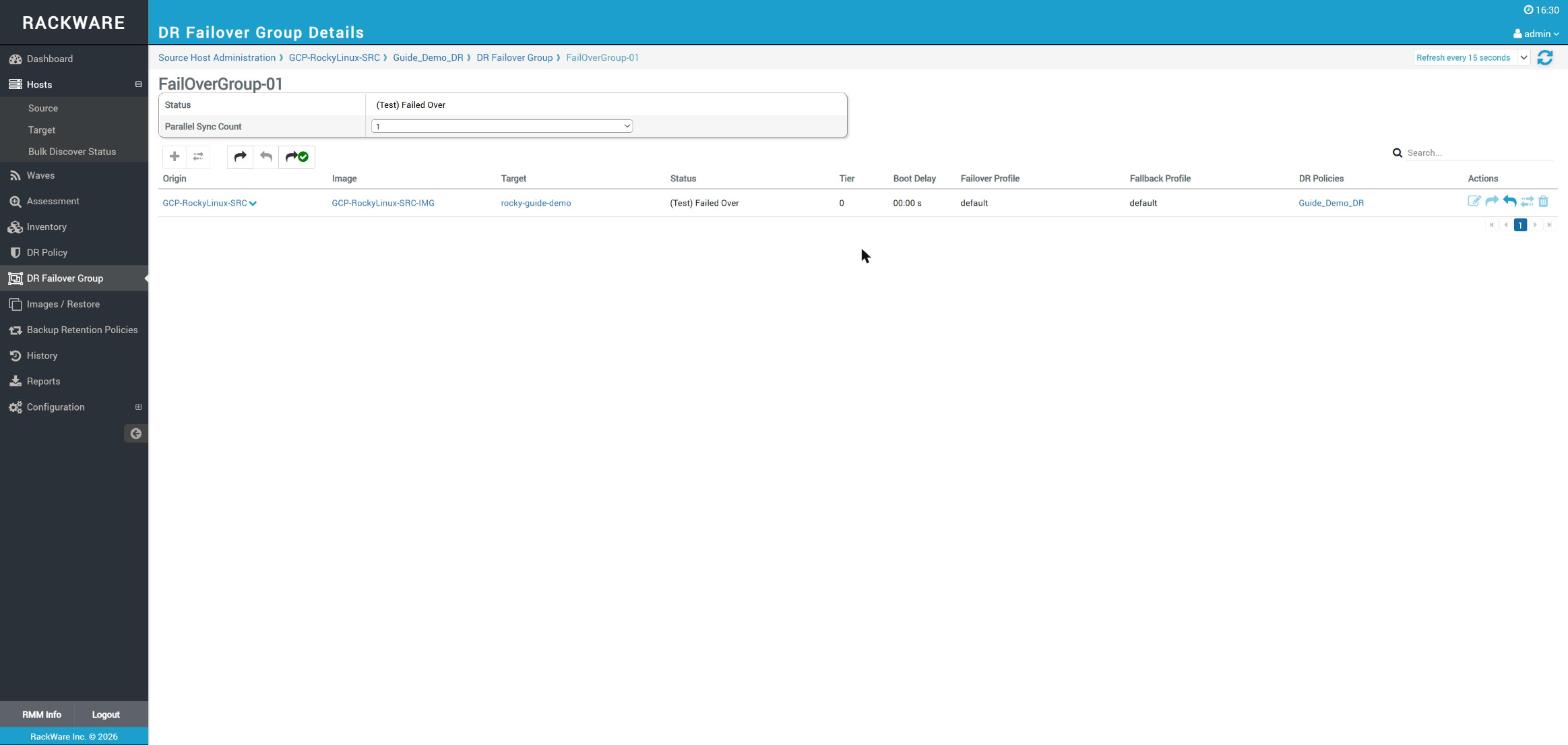 RACKWARE
16:30
DR Failover Group Details
admin
Dashboard
Hosts
Source
Target
Bulk Discover Status
Waves
Assessment
Inventory
DR Policy
DR Failover Group
Images / Restore
Backup Retention Policies
History
Reports
Configuration
RMM Info Logout
RackWare Inc. © 2026
Source Host Administration GCP-RockyLinux-SRC Guide_Demo_DR DR Failover Group FailOverGroup-01
Refresh every 15 seconds
FailOverGroup-01
Status (Test) Failed Over
Parallel Sync Count 1
Search...
Origin Image Target Status Tier Boot Delay Failover Profile Fallback Profile DR Policies Actions
GCP-RockyLinux-SRC GCP-RockyLinux-SRC-IMG rocky-guide-demo (Test) Failed Over 0 00:00 s default default Guide_Demo_DR
1